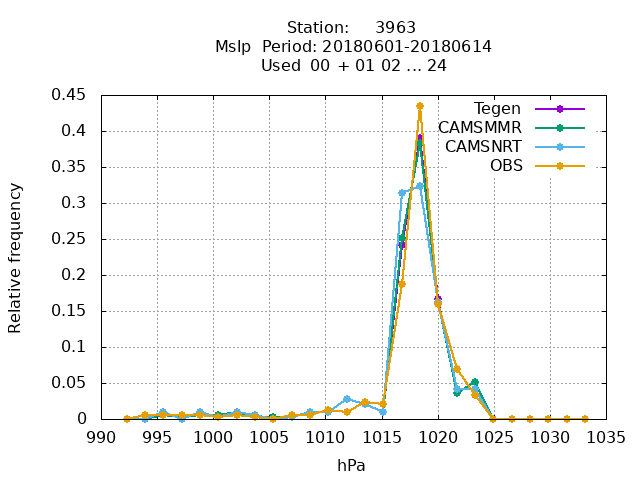 Station:     3963
Mslp  Period: 20180601-20180614
Used  00  + 01 02 ... 24
Relative frequency
0.45
0.4
0.35
0.3
0.25
0.2
0.15
0.1
0.05
0
Tegen
CAMSMMR
CAMSNRT
OBS
990 995 1000 1005 1010 1015 1020 1025 1030 1035
hPa